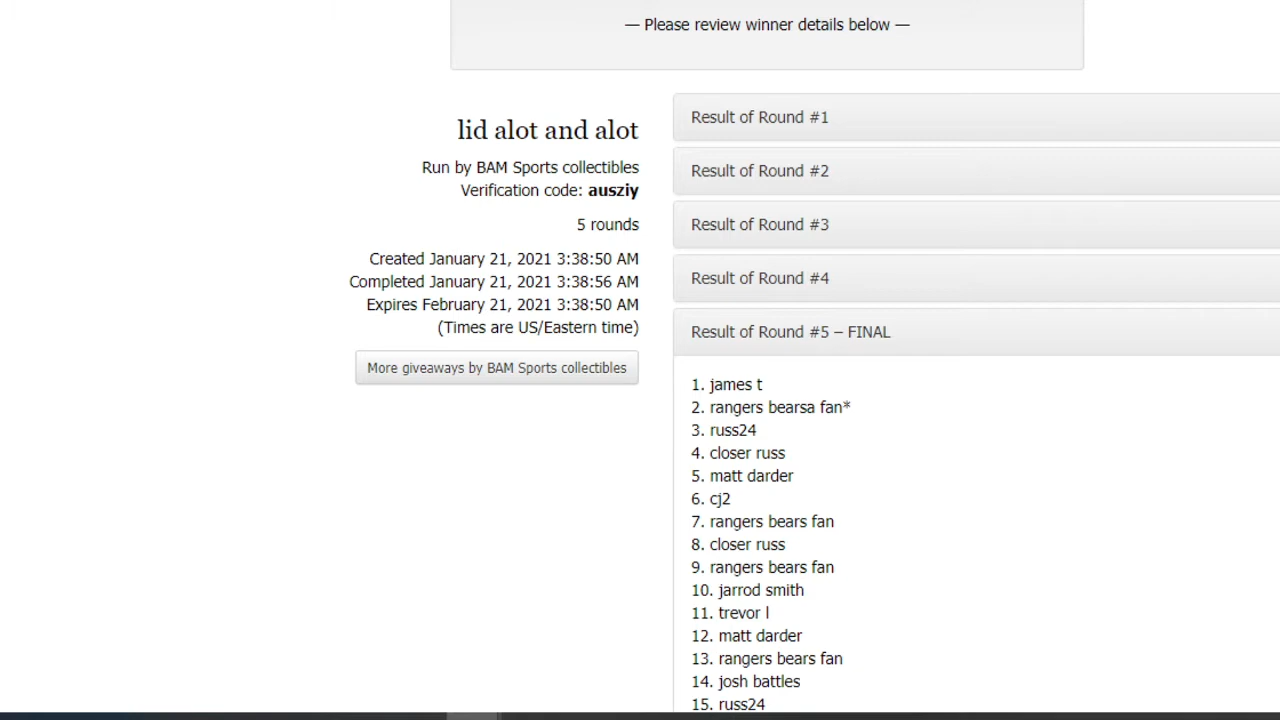 — Please review winner details below —
lid alot and alot
Run by BAM Sports collectibles
Verification code: ausziy
5 rounds
Created January 21, 2021 3:38:50 AM
Completed January 21, 2021 3:38:56 AM
Expires February 21, 2021 3:38:50 AM
(Times are US/Eastern time)
More giveaways by BAM Sports collectibles
Result of Round #1
Result of Round #2
Result of Round #3
Result of Round #4
Result of Round #5 – FINAL
1. james t
2. rangers bearsa fan*
3. russ24
4. closer russ
5. matt darder
6. cj2
7. rangers bears fan
8. closer russ
9. rangers bears fan
10. jarrod smith
11. trevor l
12. matt darder
13. rangers bears fan
14. josh battles
15. russ24